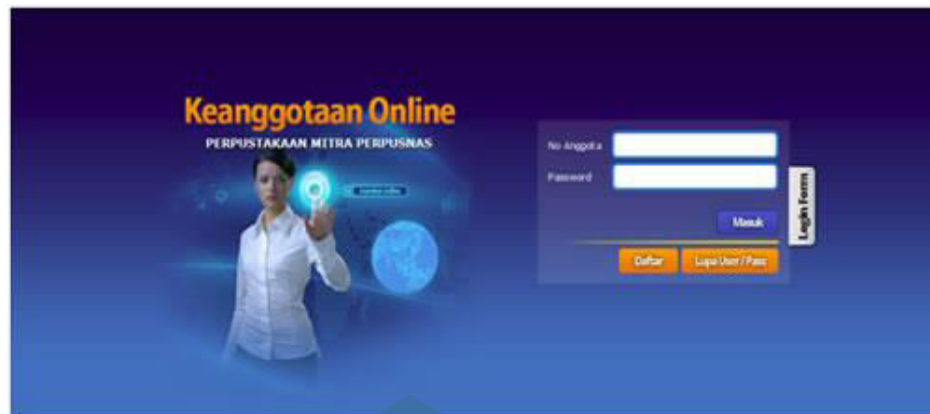 Keanggotaan Online
PERPUSTAKAAN MITRA PERPUSNAS
No Anggota
Password
Masuk
Daftar
Lupa User / Pass
Login Form